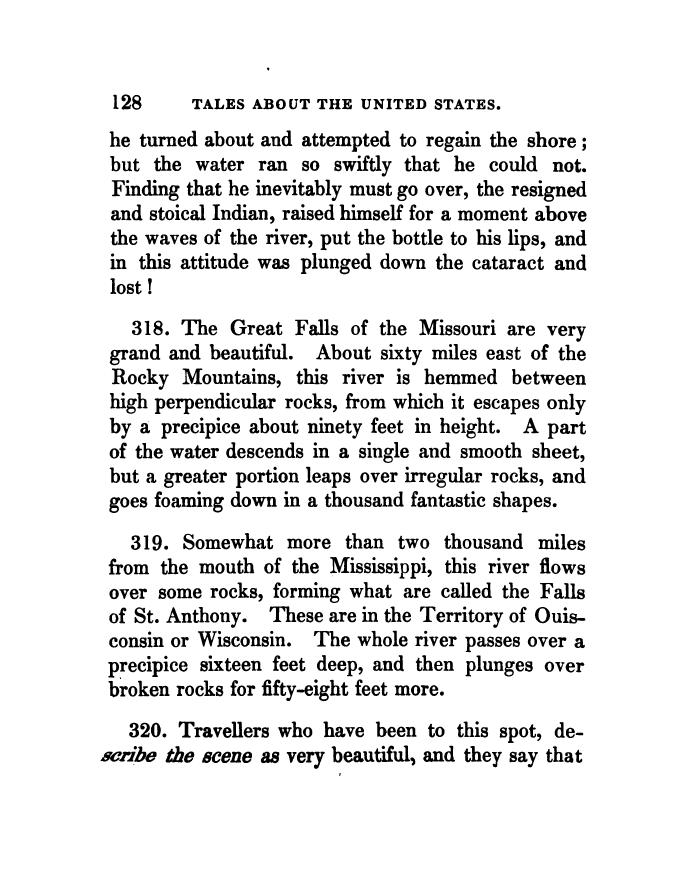 128 TALES ABOUT THE UNITED STATES.
he turned about and attempted to regain the shore;
but the water ran so swiftly that he could not.
Finding that he inevitably must go over, the resigned
and stoical Indian, raised himself for a moment above
the waves of the river, put the bottle to his lips, and
in this attitude was plunged down the cataract and
lost!
318. The Great Falls of the Missouri are very
grand and beautiful. About sixty miles east of the
Rocky Mountains, this river is hemmed between
high perpendicular rocks, from which it escapes only
by a precipice about ninety feet in height. A part
of the water descends in a single and smooth sheet,
but a greater portion leaps over irregular rocks, and
goes foaming down in a thousand fantastic shapes.
319. Somewhat more than two thousand miles
from the mouth of the Mississippi, this river flows
over some rocks, forming what are called the Falls
of St. Anthony. These are in the Territory of Ouis-
consin or Wisconsin. The whole river passes over a
precipice sixteen feet deep, and then plunges over
broken rocks for fifty-eight feet more.
320. Travellers who have been to this spot, de-
scribe the scene as very beautiful, and they say that